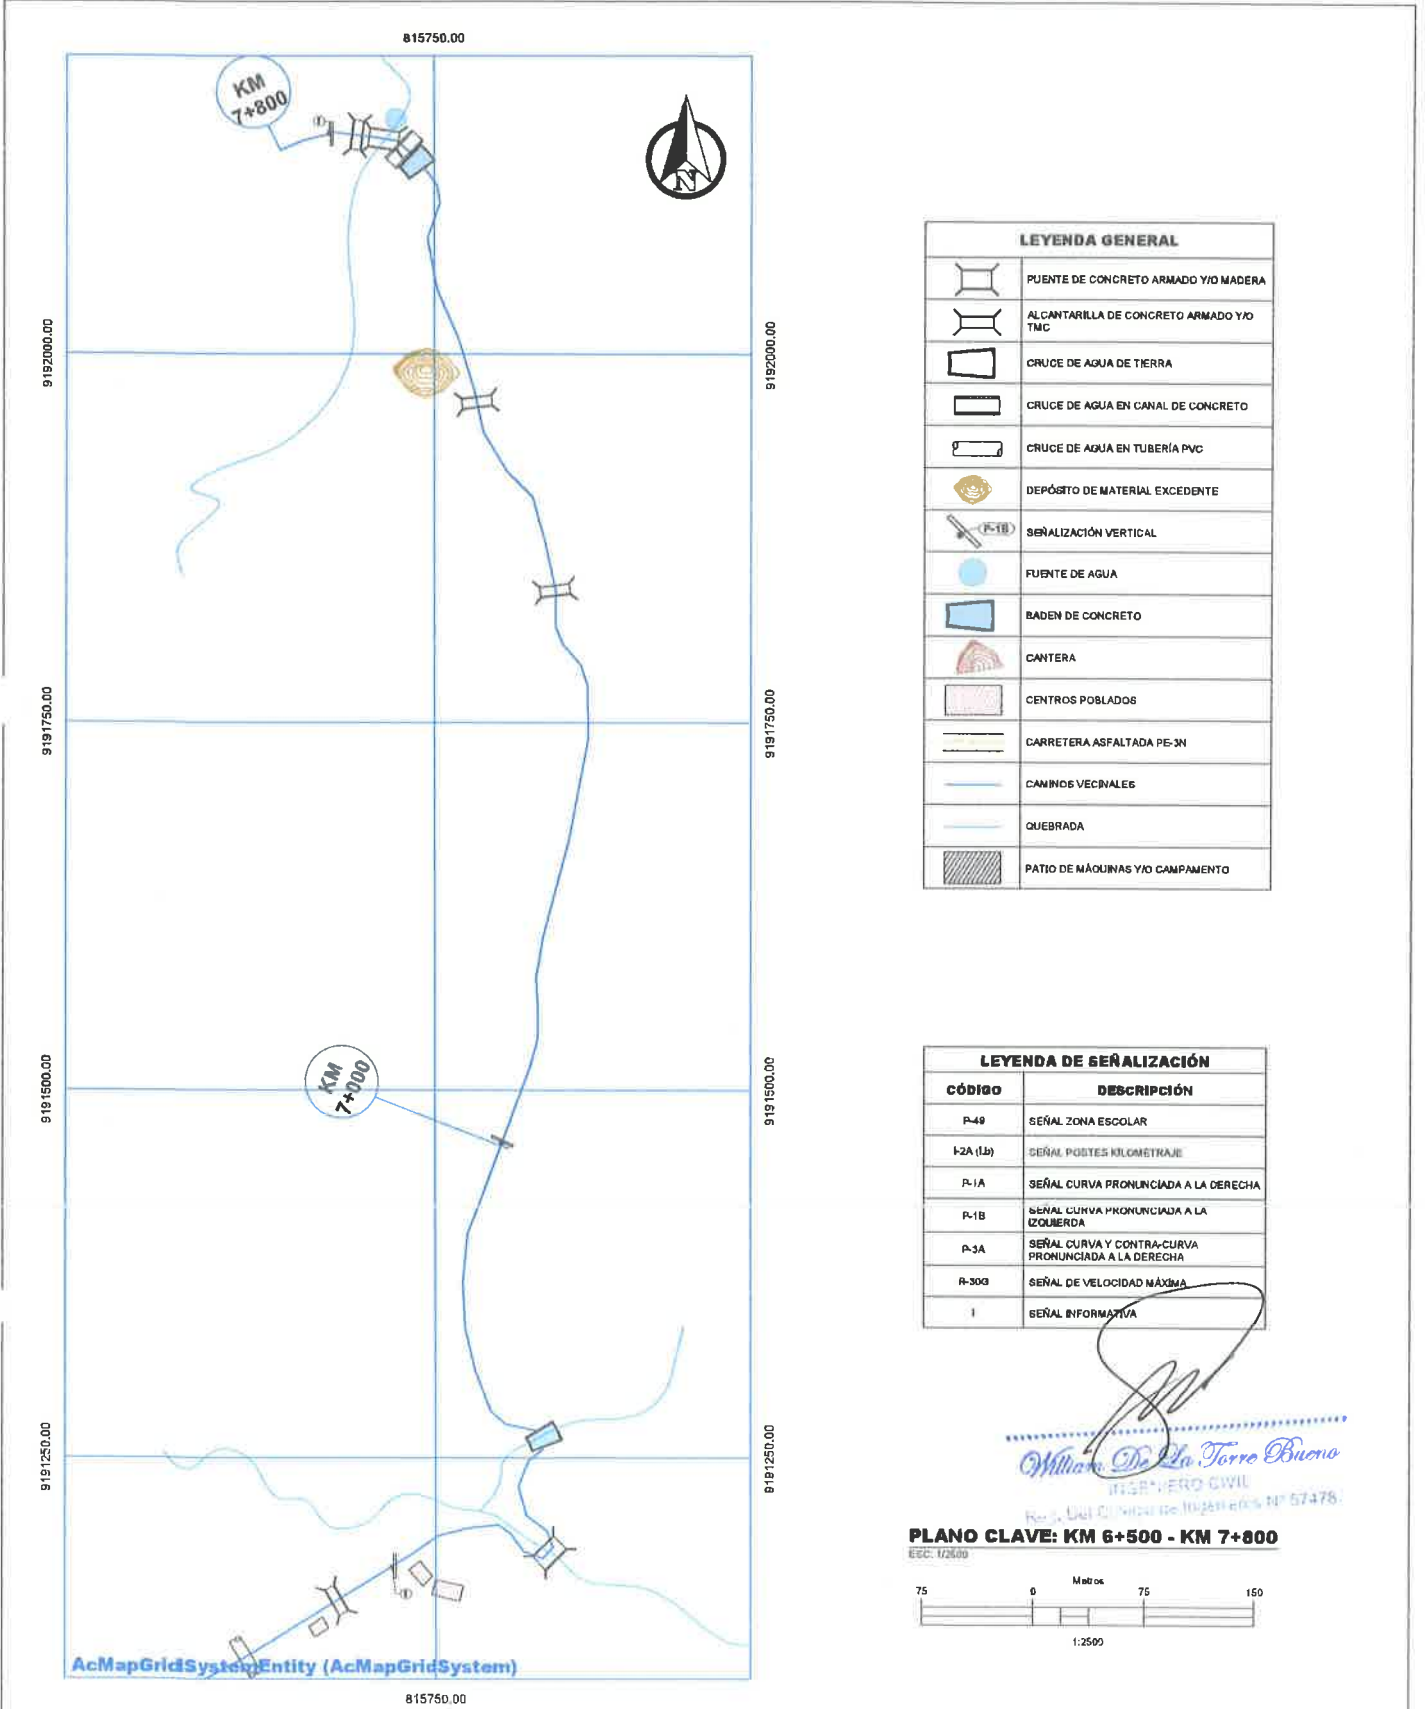 815750.00
KM
7+800
N
9192000.00
9192000.00
9191750.00
9191750.00
KM
7+000
9191500.00
9191500.00
9191250.00
9191250.00
AcMapGridSystemEntity (AcMapGridSystem)
815750.00
LEYENDA GENERAL
PUENTE DE CONCRETO ARMADO Y/O MADERA
ALCANTARILLA DE CONCRETO ARMADO Y/O
TMC
CRUCE DE AGUA DE TIERRA
CRUCE DE AGUA EN CANAL DE CONCRETO
CRUCE DE AGUA EN TUBERÍA PVC
DEPÓSITO DE MATERIAL EXCEDENTE
P-1B
SEÑALIZACIÓN VERTICAL
FUENTE DE AGUA
BADEN DE CONCRETO
CANTERA
CENTROS POBLADOS
CARRETERA ASFALTADA PE-3N
CAMINOS VECINALES
QUEBRADA
PATIO DE MÁQUINAS Y/O CAMPAMENTO
LEYENDA DE SEÑALIZACIÓN
CÓDIGO DESCRIPCIÓN
P-49 SEÑAL ZONA ESCOLAR
I-2A (Lb) SEÑAL POSTES KILOMETRAJE
P-1A SEÑAL CURVA PRONUNCIADA A LA DERECHA
P-1B SEÑAL CURVA PRONUNCIADA A LA
IZQUIERDA
P-3A SEÑAL CURVA Y CONTRA-CURVA
PRONUNCIADA A LA DERECHA
R-30G SEÑAL DE VELOCIDAD MÁXIMA
I SEÑAL INFORMATIVA
William De La Torre Bueno
INGENIERO CIVIL
Reg. Del Colegio de Ingenieros N° 57478
PLANO CLAVE: KM 6+500 - KM 7+800
ESC: 1/2500
Metros
75 0 75 150
1:2500